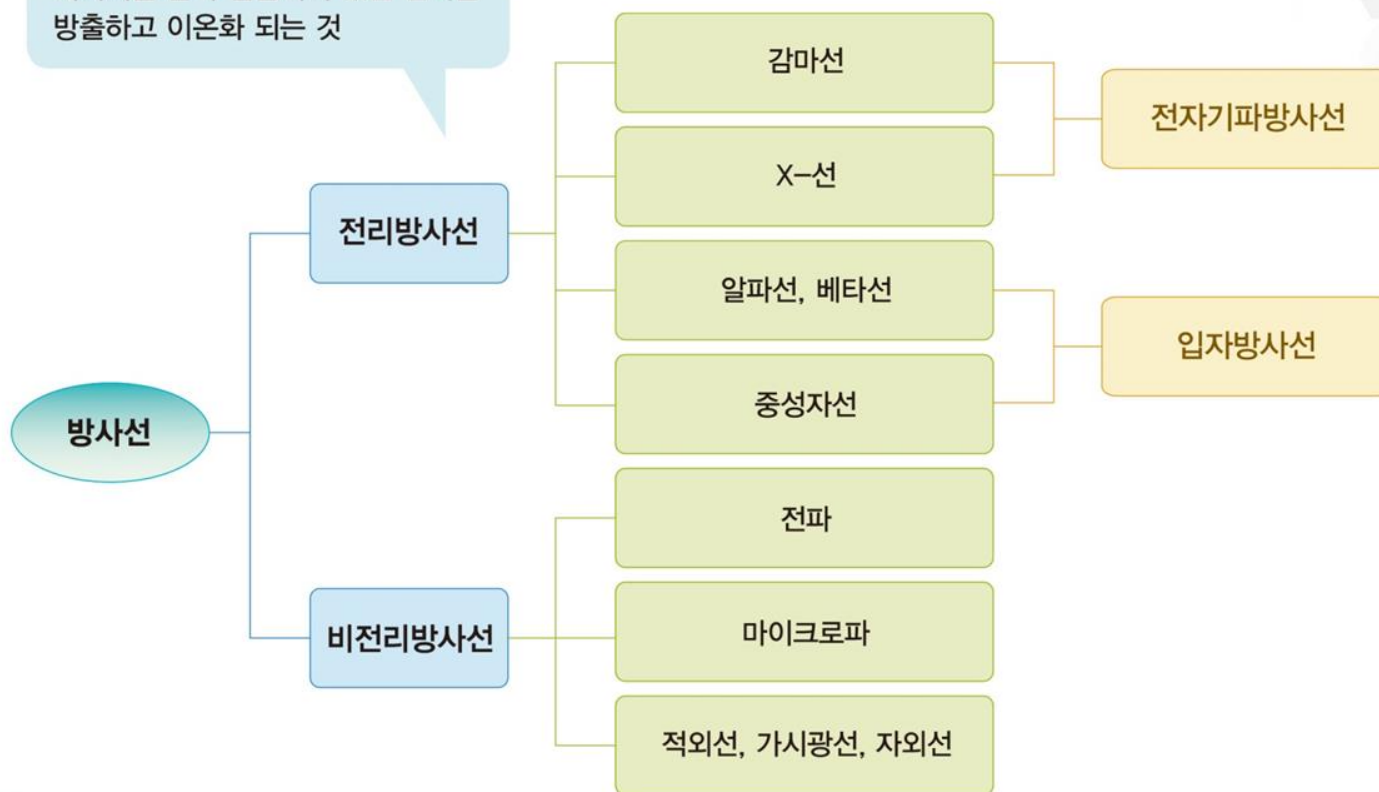 방출하고 이온화 되는 것
감마선
전자기파방사선
X-선
전리방사선
알파선, 베타선
입자방사선
중성자선
방사선
전파
비전리방사선
마이크로파
적외선, 가시광선, 자외선